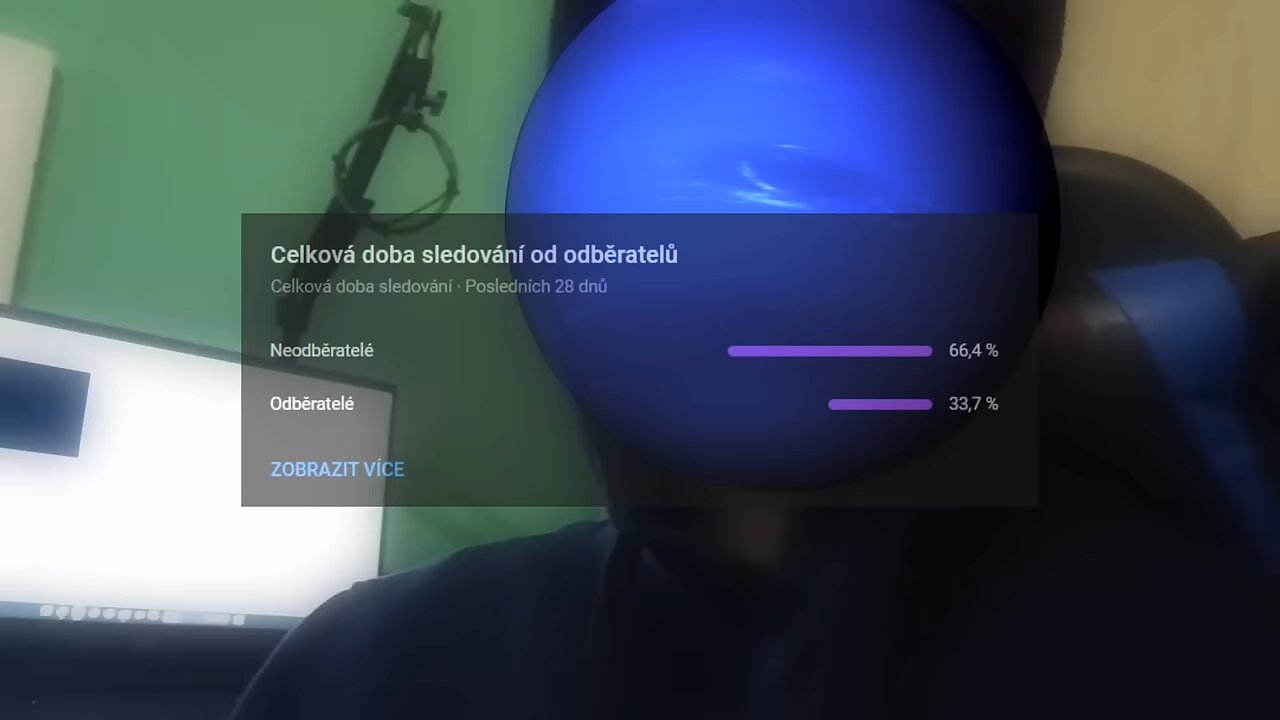 Celková doba sledování od odběratelů
Celková doba sledování · Posledních 28 dnů
Neodběratelé 66,4 %
Odběratelé 33,7 %
ZOBRAZIT VÍCE